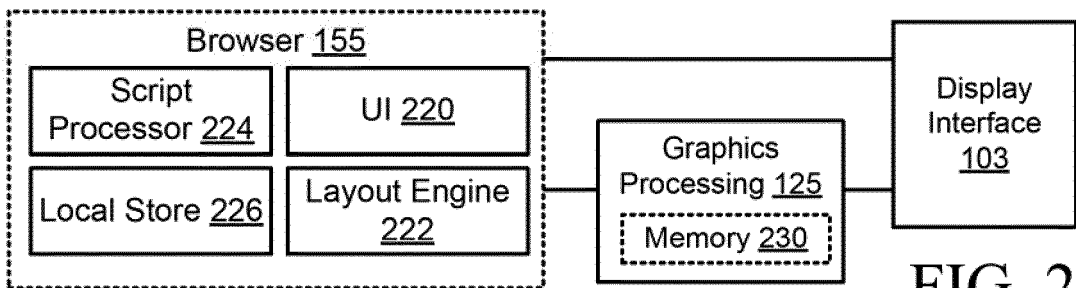 Browser 155
Script
Processor 224
UI 220
Local Store 226
Layout Engine
222
Graphics
Processing 125
Memory 230
Display
Interface
103
FIG. 2